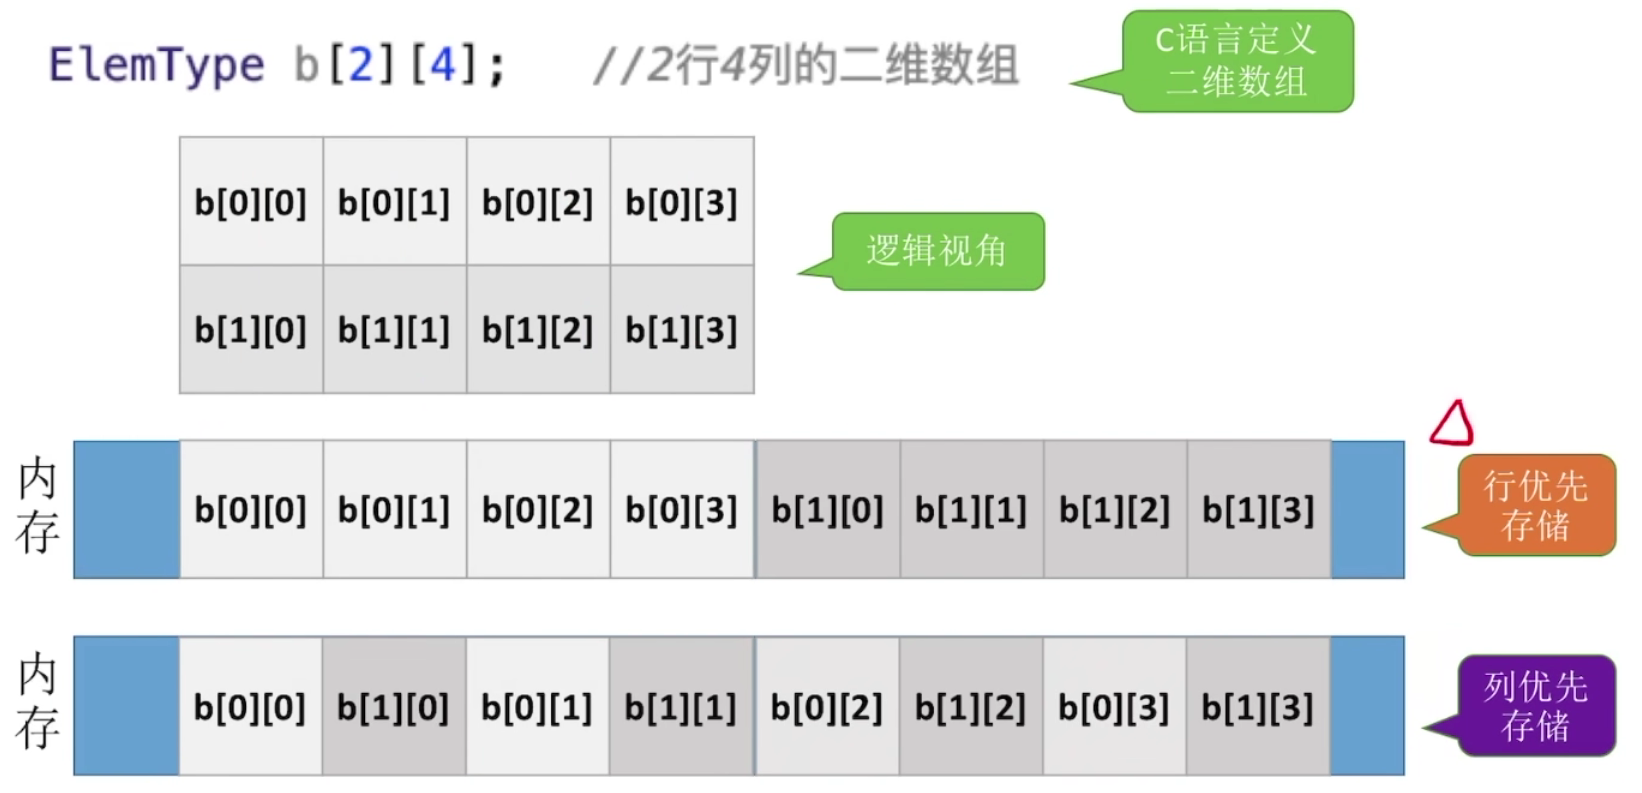 ElemType b[2][4];    //2行4列的二维数组
C语言定义
二维数组
b[0][0] b[0][1] b[0][2] b[0][3]
b[1][0] b[1][1] b[1][2] b[1][3]
逻辑视角
内存
b[0][0] b[0][1] b[0][2] b[0][3] b[1][0] b[1][1] b[1][2] b[1][3]
行优先
存储
内存
b[0][0] b[1][0] b[0][1] b[1][1] b[0][2] b[1][2] b[0][3] b[1][3]
列优先
存储